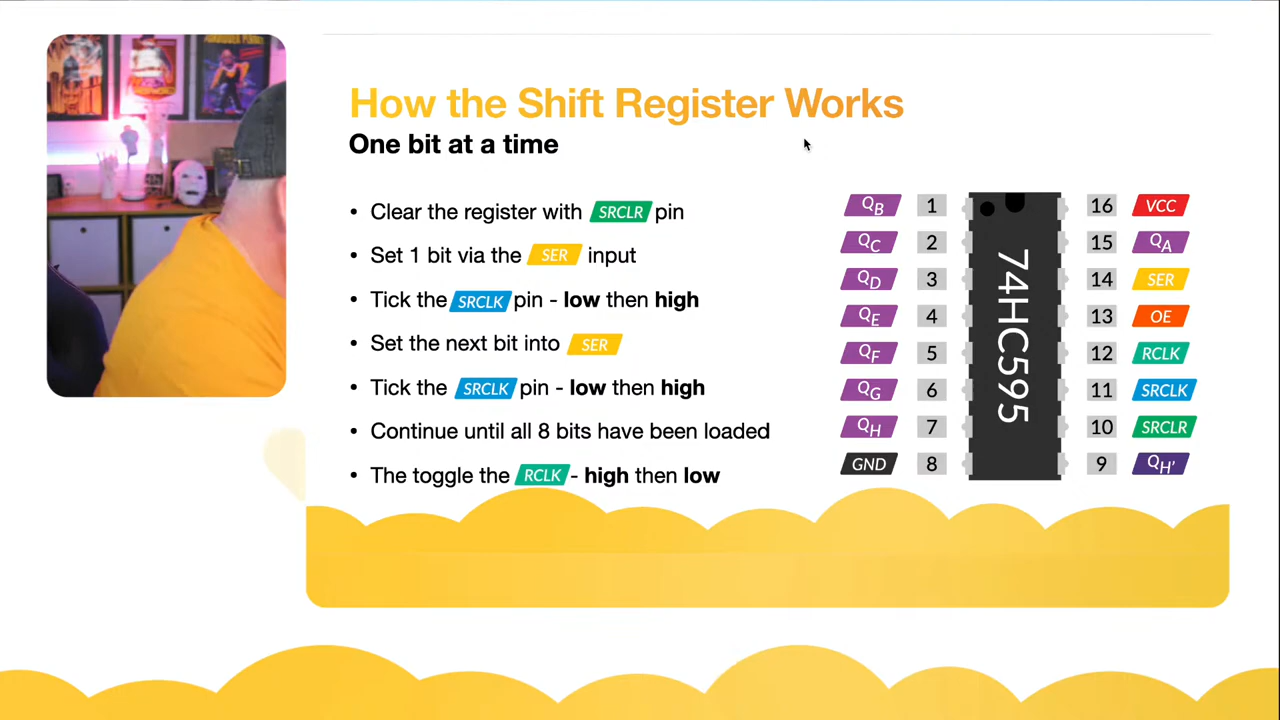 FORBIDDEN PLANET
How the Shift Register Works
One bit at a time
• Clear the register with SRCLR pin
• Set 1 bit via the SER input
• Tick the SRCLK pin - low then high
• Set the next bit into SER
• Tick the SRCLK pin - low then high
• Continue until all 8 bits have been loaded
• The toggle the RCLK - high then low
QB 1 16 VCC
QC 2 15 QA
QD 3 14 SER
QE 4 13 OE
QF 5 12 RCLK
QG 6 11 SRCLK
QH 7 10 SRCLR
GND 8 9 QH'
74HC595